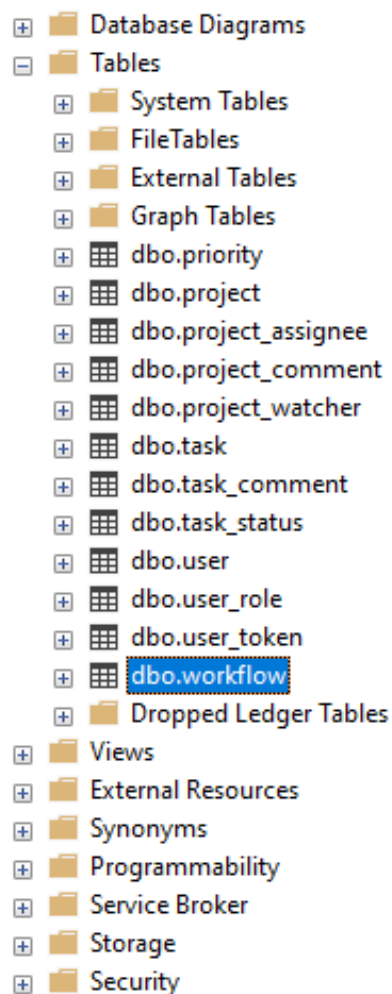 Database Diagrams
Tables
System Tables
FileTables
External Tables
Graph Tables
dbo.priority
dbo.project
dbo.project_assignee
dbo.project_comment
dbo.project_watcher
dbo.task
dbo.task_comment
dbo.task_status
dbo.user
dbo.user_role
dbo.user_token
dbo.workflow
Dropped Ledger Tables
Views
External Resources
Synonyms
Programmability
Service Broker
Storage
Security